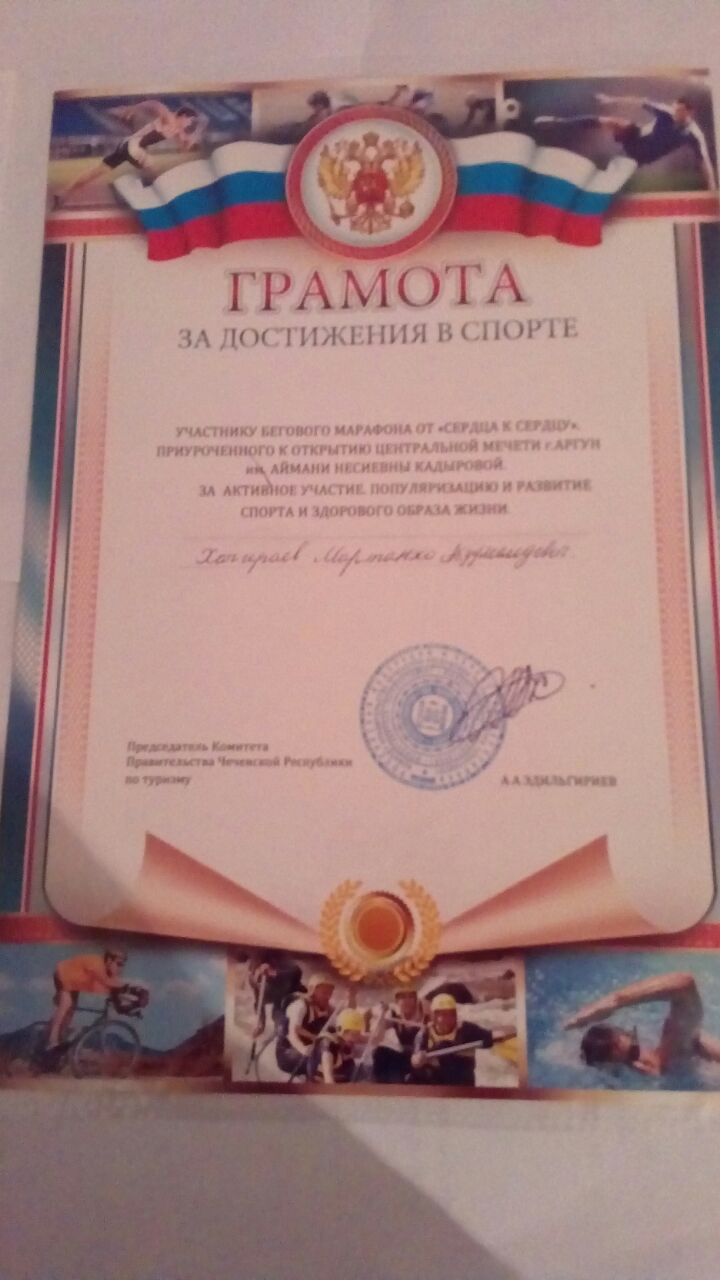 ГРАМОТА
ЗА ДОСТИЖЕНИЯ В СПОРТЕ
УЧАСТНИКУ БЕГОВОГО МАРАФОНА ОТ «СЕРДЦА К СЕРДЦУ».
ПРИУРОЧЕННОГО К ОТКРЫТИЮ ЦЕНТРАЛЬНОЙ МЕЧЕТИ г.АРГУН
им. АЙМАНИ НЕСИЕВНЫ КАДЫРОВОЙ.
ЗА АКТИВНОЕ УЧАСТИЕ, ПОПУЛЯРИЗАЦИЮ И РАЗВИТИЕ
СПОРТА И ЗДОРОВОГО ОБРАЗА ЖИЗНИ
Председатель Комитета
Правительства Чеченской Республики
по туризму
А.А.ЭДИЛЬГИРИЕВ